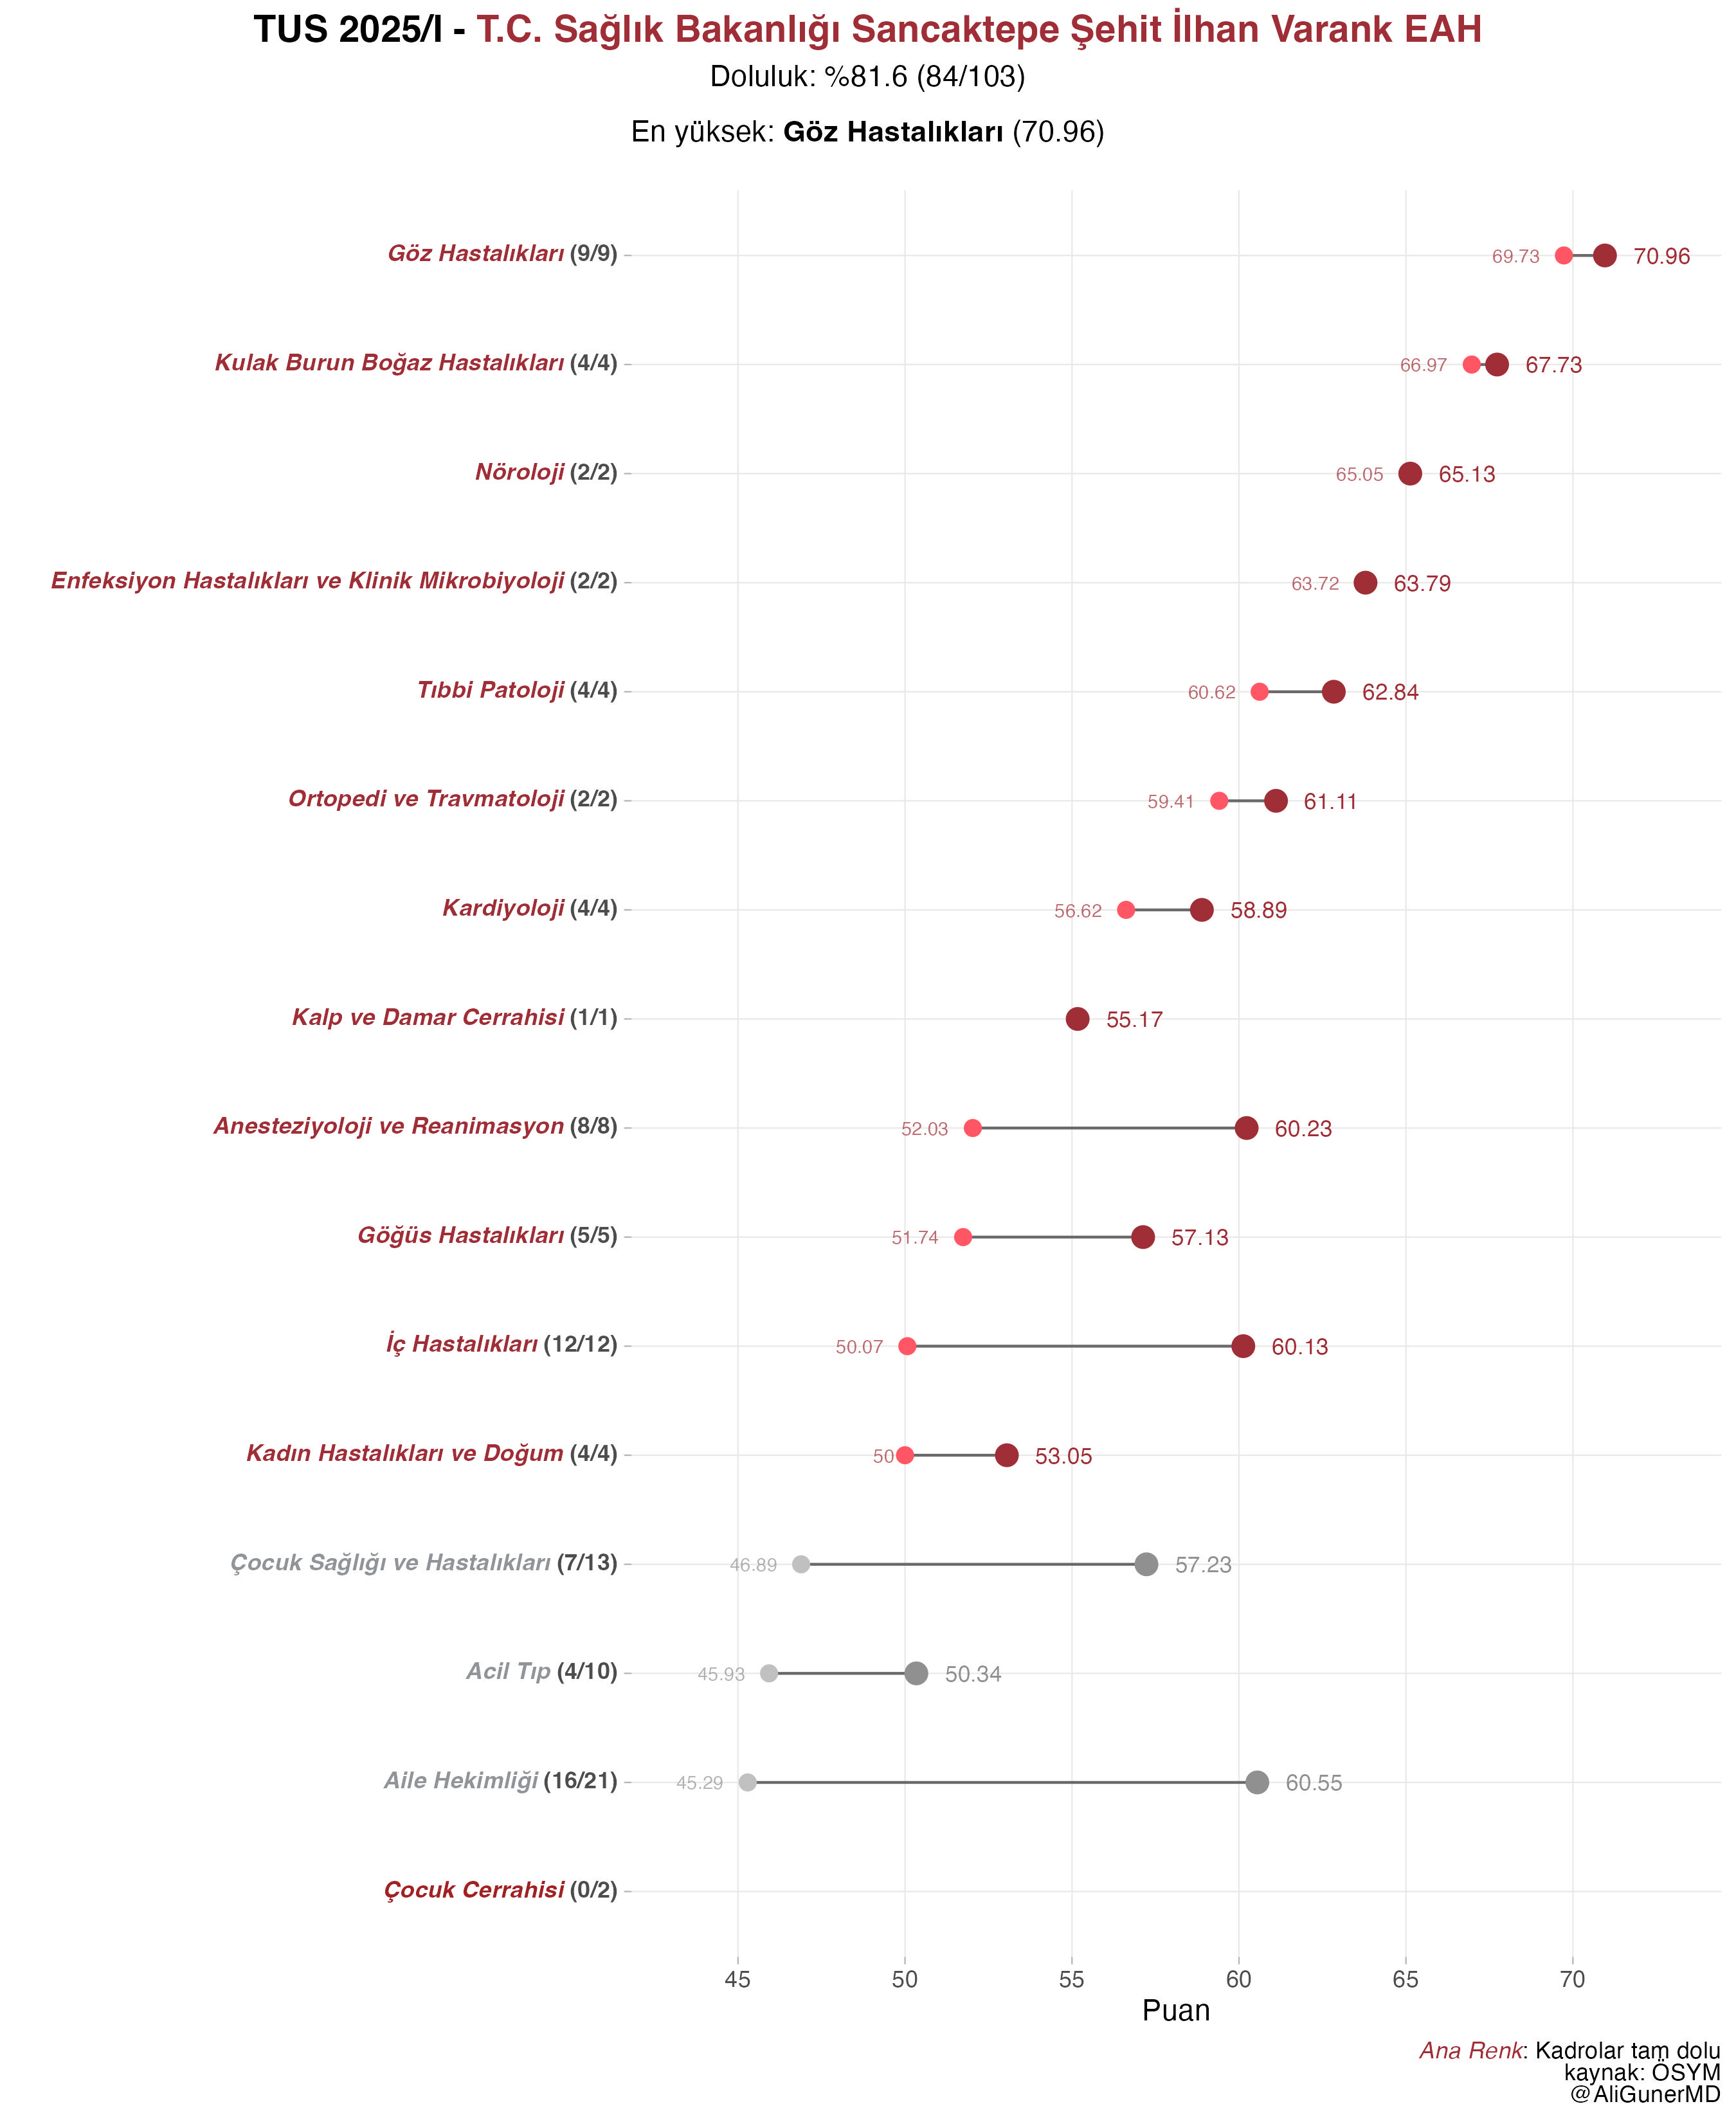 TUS 2025/I - T.C. Sağlık Bakanlığı Sancaktepe Şehit İlhan Varank EAH
Doluluk: %81.6 (84/103)
En yüksek: Göz Hastalıkları (70.96)
Göz Hastalıkları (9/9) 69.73 70.96
Kulak Burun Boğaz Hastalıkları (4/4) 66.97 67.73
Nöroloji (2/2) 65.05 65.13
Enfeksiyon Hastalıkları ve Klinik Mikrobiyoloji (2/2) 63.72 63.79
Tıbbi Patoloji (4/4) 60.62 62.84
Ortopedi ve Travmatoloji (2/2) 59.41 61.11
Kardiyoloji (4/4) 56.62 58.89
Kalp ve Damar Cerrahisi (1/1) 55.17
Anesteziyoloji ve Reanimasyon (8/8) 52.03 60.23
Göğüs Hastalıkları (5/5) 51.74 57.13
İç Hastalıkları (12/12) 50.07 60.13
Kadın Hastalıkları ve Doğum (4/4) 50 53.05
Çocuk Sağlığı ve Hastalıkları (7/13) 46.89 57.23
Acil Tıp (4/10) 45.93 50.34
Aile Hekimliği (16/21) 45.29 60.55
Çocuk Cerrahisi (0/2)
45 50 55 60 65 70
Puan
Ana Renk: Kadrolar tam dolu
kaynak: ÖSYM
@AliGunerMD